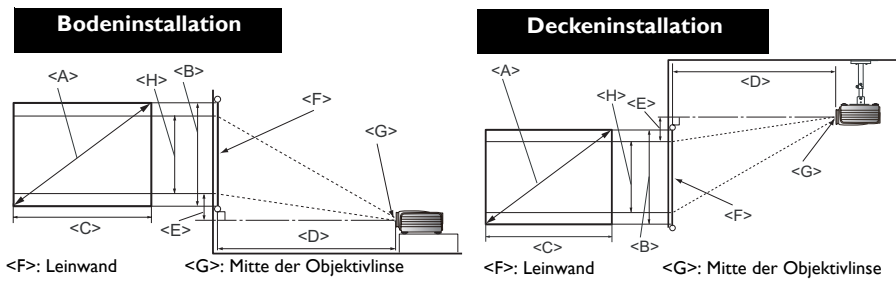 Bodeninstallation
<A>
<H>
<B>
<F>
<G>
<E>
<C>
<D>
<F>: Leinwand
<G>: Mitte der Objektivlinse
Deckeninstallation
<A>
<D>
<H>
<E>
<G>
<F>
<C>
<B>
<F>: Leinwand
<G>: Mitte der Objektivlinse